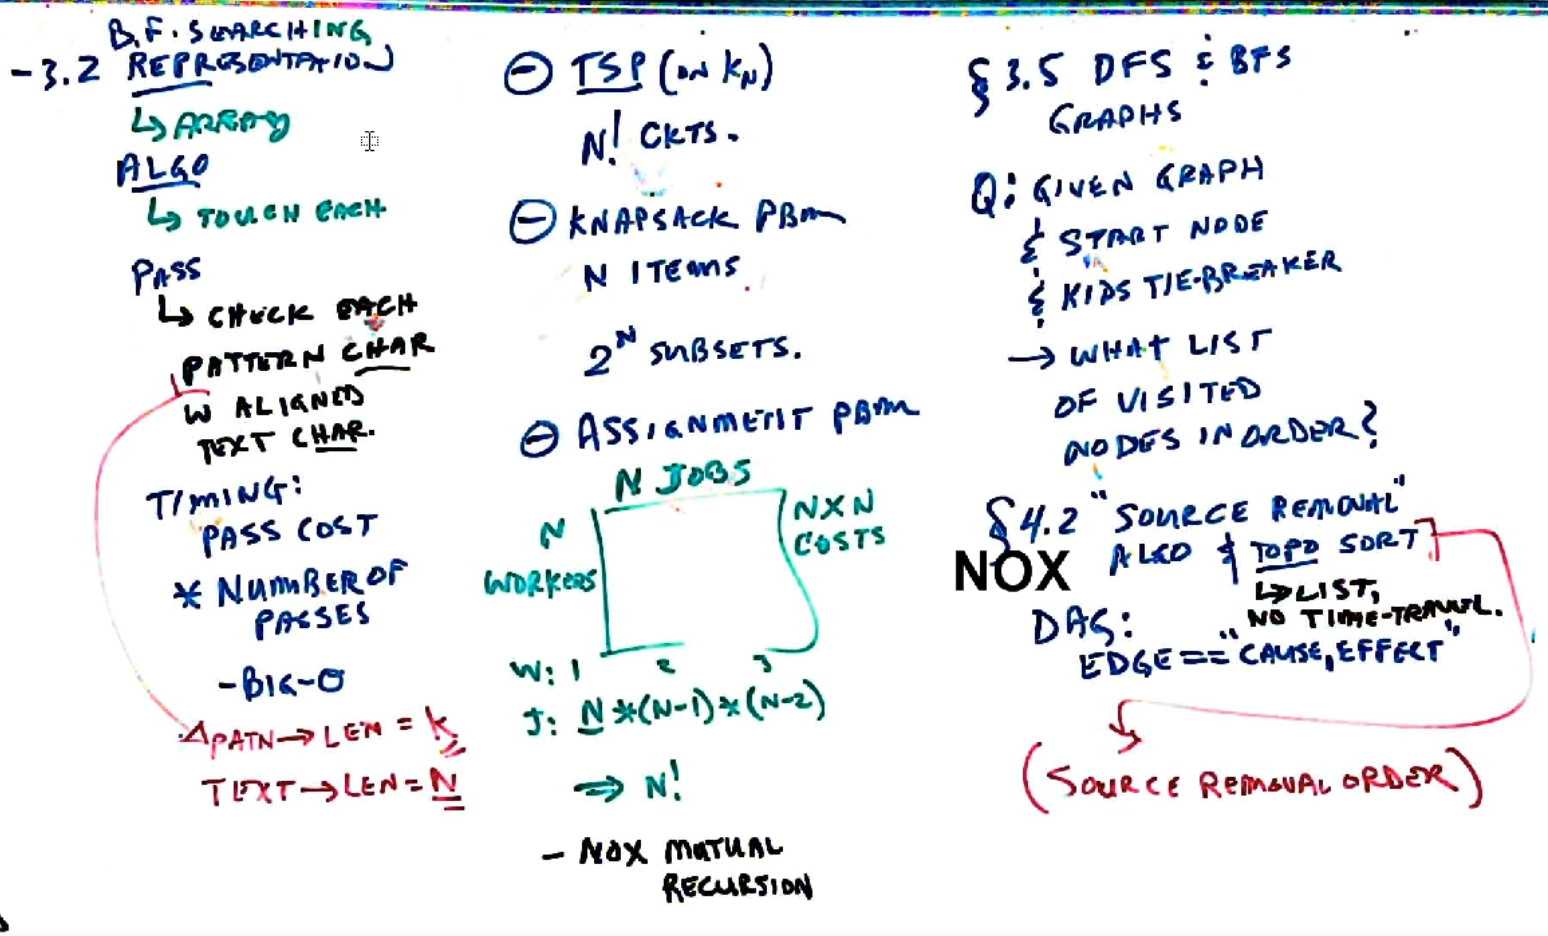 B.F. SEARCHING
-3.2 REPRESENTATION
↳ ARRAY
ALGO
↳ TOUCH EACH
PASS
↳ CHECK EACH
PATTERN CHAR
W ALIGNED
TEXT CHAR.
TIMING:
PASS COST
* NUMBER OF
PASSES
-BIG-O
PATN → LEN = K
TEXT → LEN = N
⊖ TSP (ON KN)
N! CKTS.
⊖ KNAPSACK PBM
N ITEMS
2^N SUBSETS.
⊖ ASSIGNMENT PBM
N JOBS
N
WORKERS
NXN
COSTS
W: 1 2 3
J: N*(N-1)*(N-2)
⇒ N!
- NOX MUTUAL
RECURSION
§ 3.5 DFS & BFS
GRAPHS
Q: GIVEN GRAPH
& START NODE
& KIDS TIE-BREAKER
→ WHAT LIST
OF VISITED
NODES IN ORDER?
§4.2 "SOURCE REMOVAL"
NOX ALGO & TOPO SORT
↳ LIST,
NO TIME-TRAVEL.
DAG:
EDGE == "CAUSE, EFFECT"
(SOURCE REMOVAL ORDER)